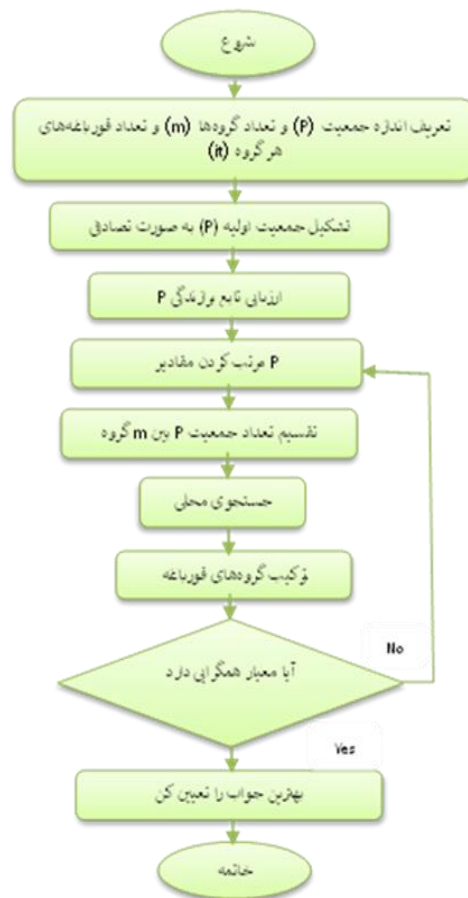 شروع
تعریف اندازه جمعیت (P) و تعداد گروه‌ها (m) و تعداد قورباغه‌های
هر گروه (it)
تشکیل جمعیت اولیه (P) به صورت تصادفی
ارزیابی تابع برازندگی P
P مرتب کردن مقادیر
تقسیم تعداد جمعیت P بین m گروه
جستجوی محلی
ترکیب گروه‌های قورباغه
آیا معیار همگرایی دارد
No
Yes
بهترین جواب را تعیین کن
خاتمه